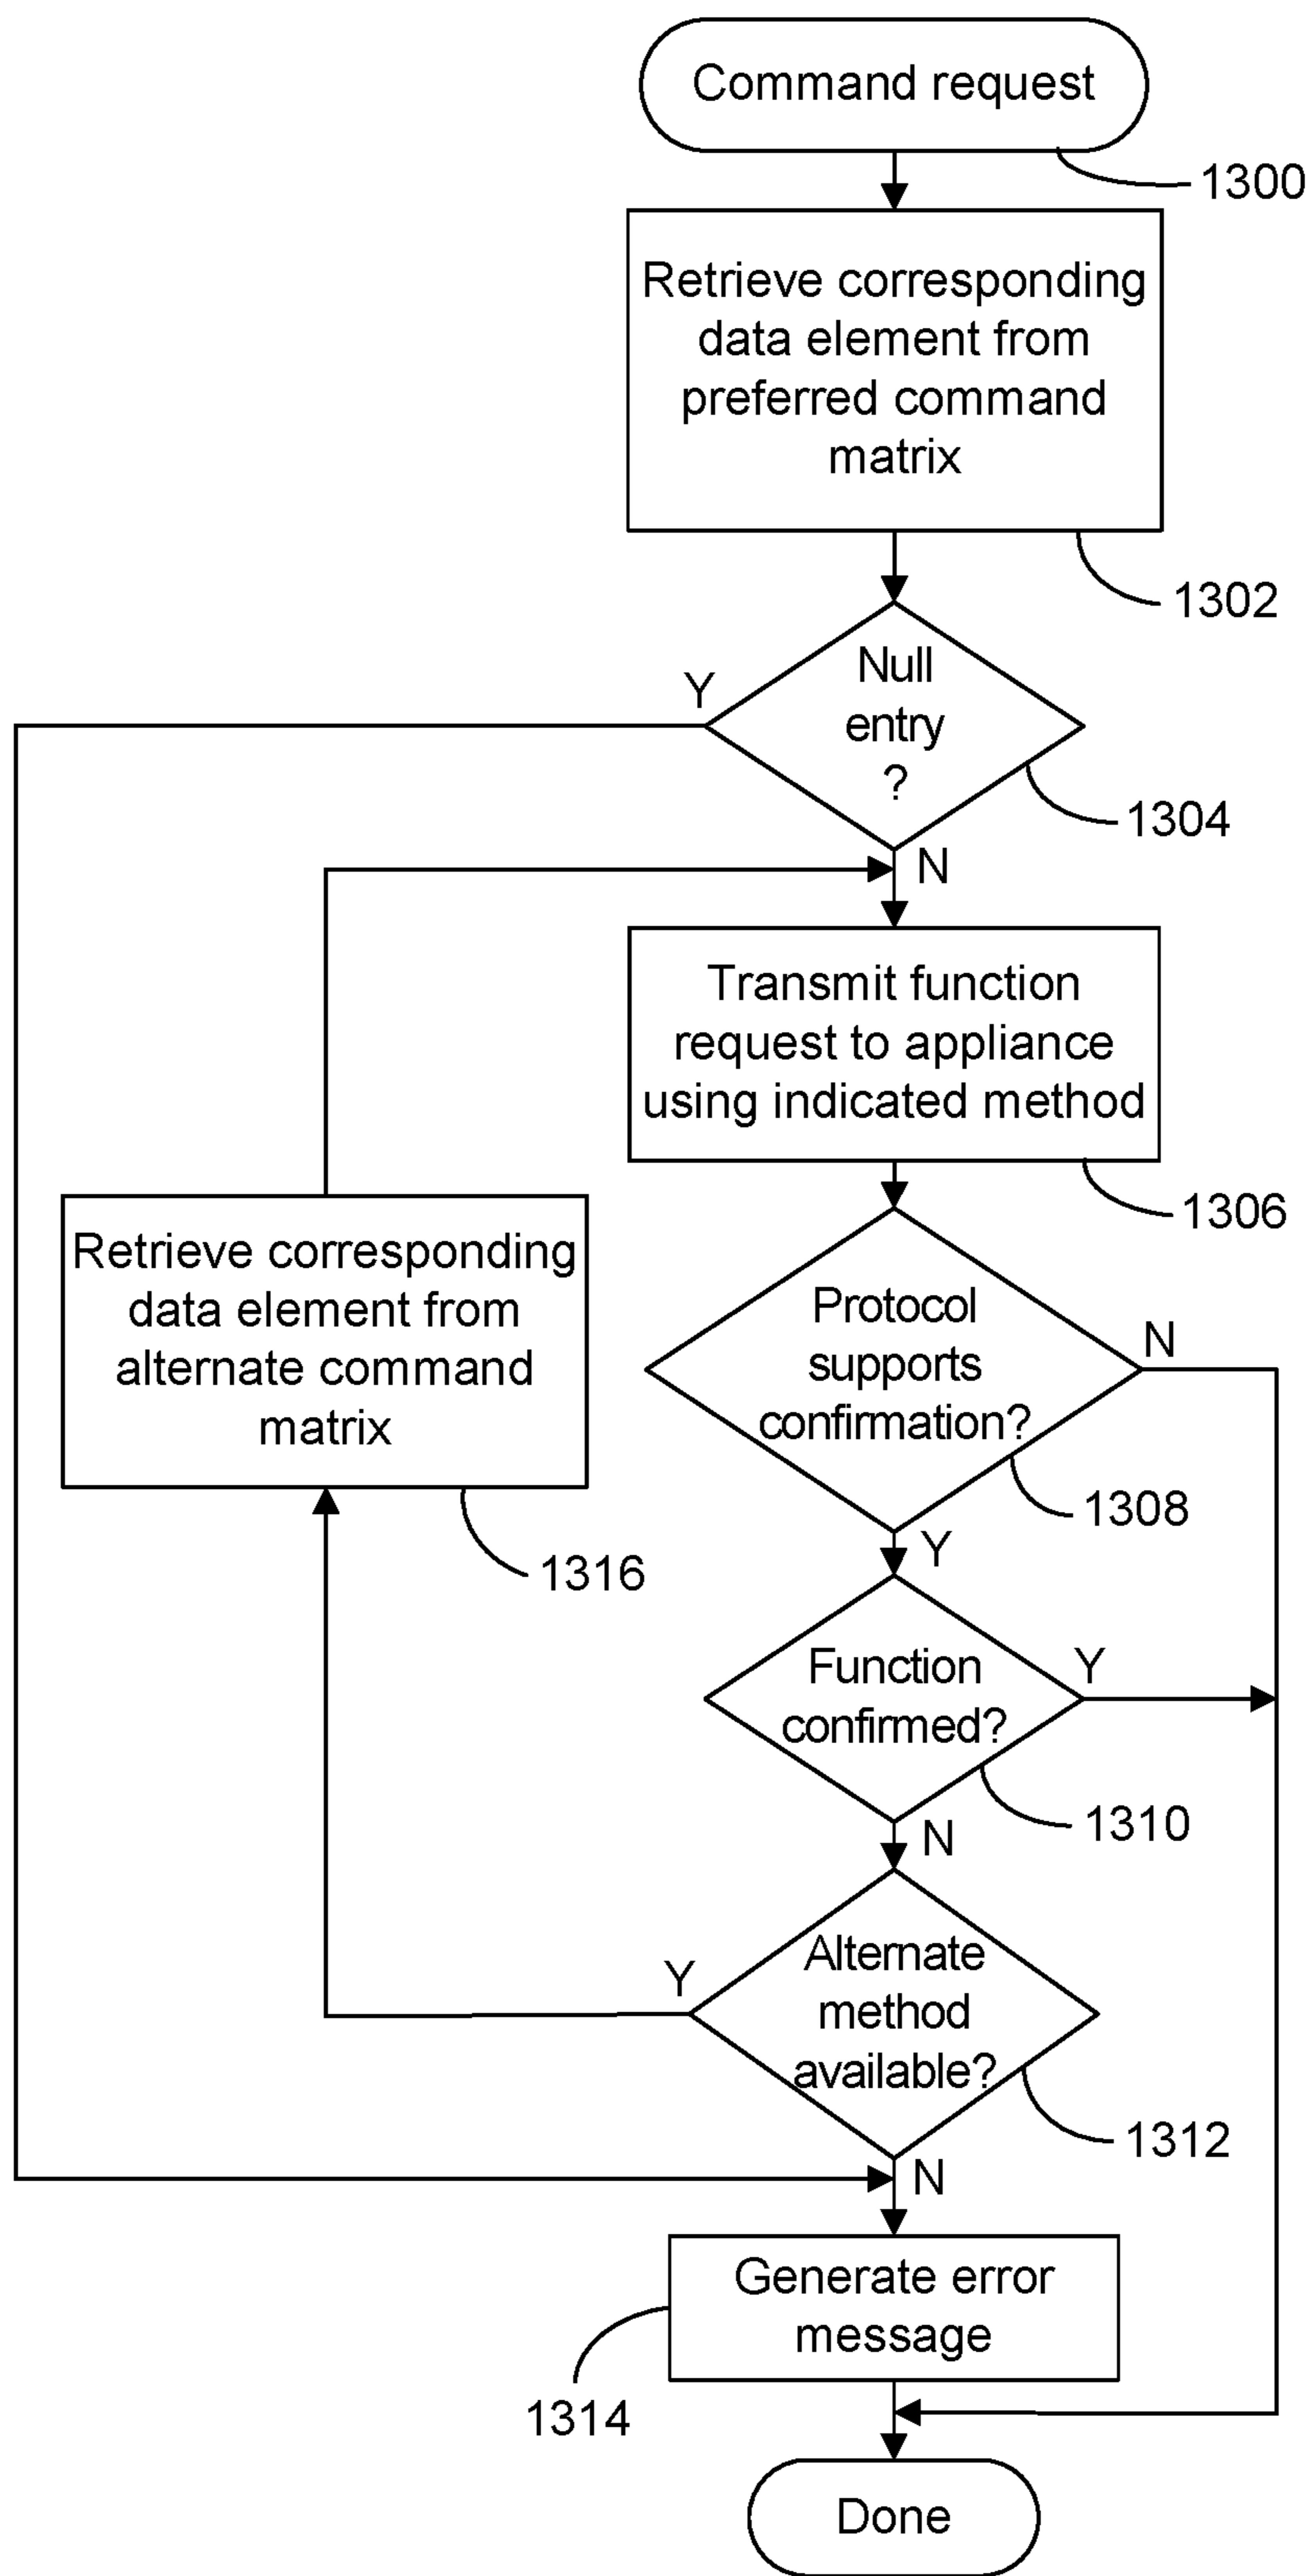 Command request
1300
Retrieve corresponding
data element from
preferred command
matrix
1302
Null
entry
?
Y
1304
N
Transmit function
request to appliance
using indicated method
1306
Retrieve corresponding
data element from
alternate command
matrix
1316
Protocol
supports
confirmation?
N
1308
Y
Function
confirmed?
Y
1310
N
Alternate
method
available?
Y
1312
N
Generate error
message
1314
Done